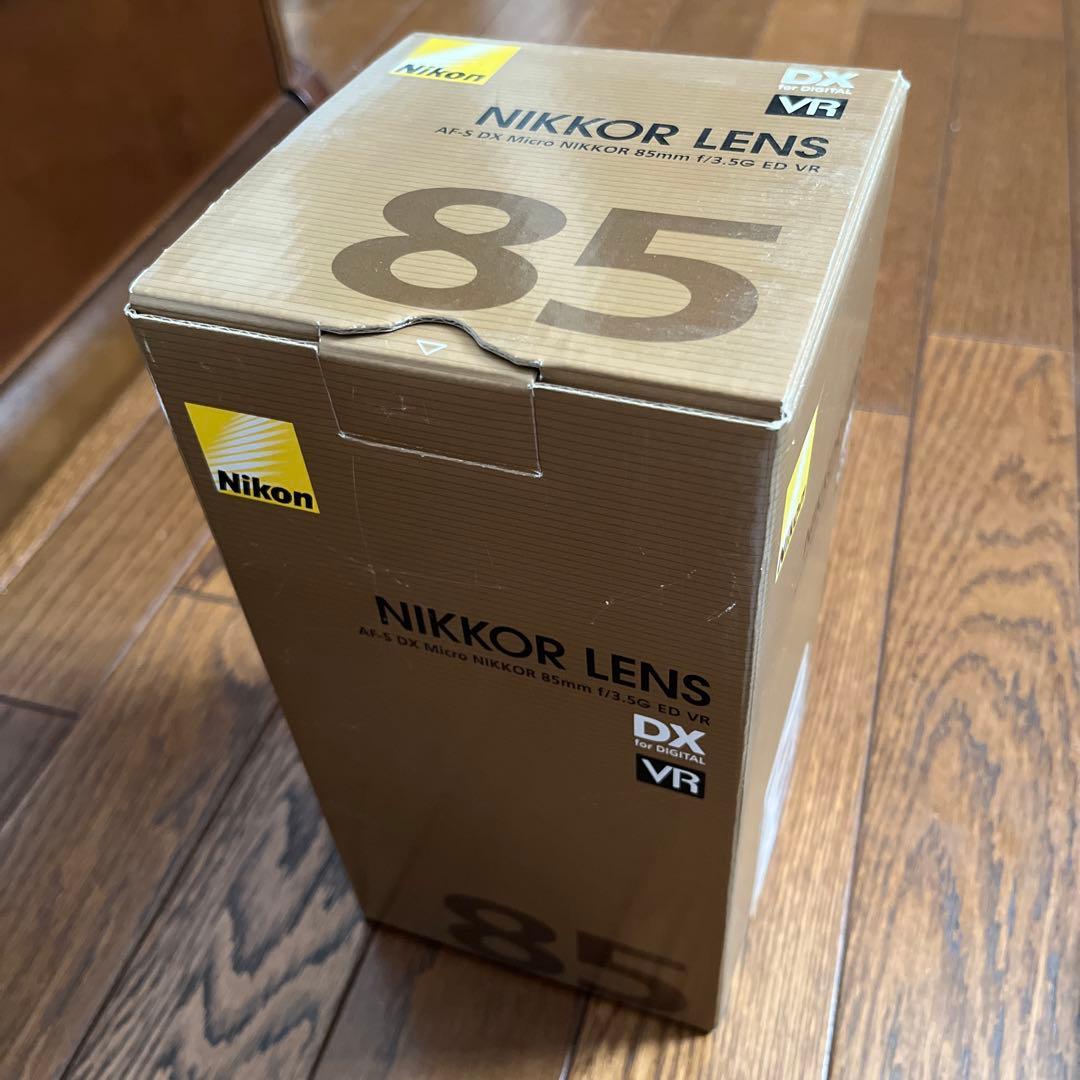 Nikon
DX
for DIGITAL
VR
NIKKOR LENS
AF-S DX Micro NIKKOR 85mm f/3.5G ED VR
85
Nikon
NIKKOR LENS
AF-S DX Micro NIKKOR 85mm f/3.5G ED VR
DX
for DIGITAL
VR
85
Nikon